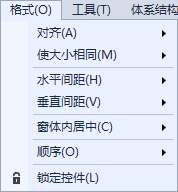 格式(O) 工具(T) 体系结构
对齐(A)
使大小相同(M)
水平间距(H)
垂直间距(V)
窗体内居中(C)
顺序(O)
锁定控件(L)